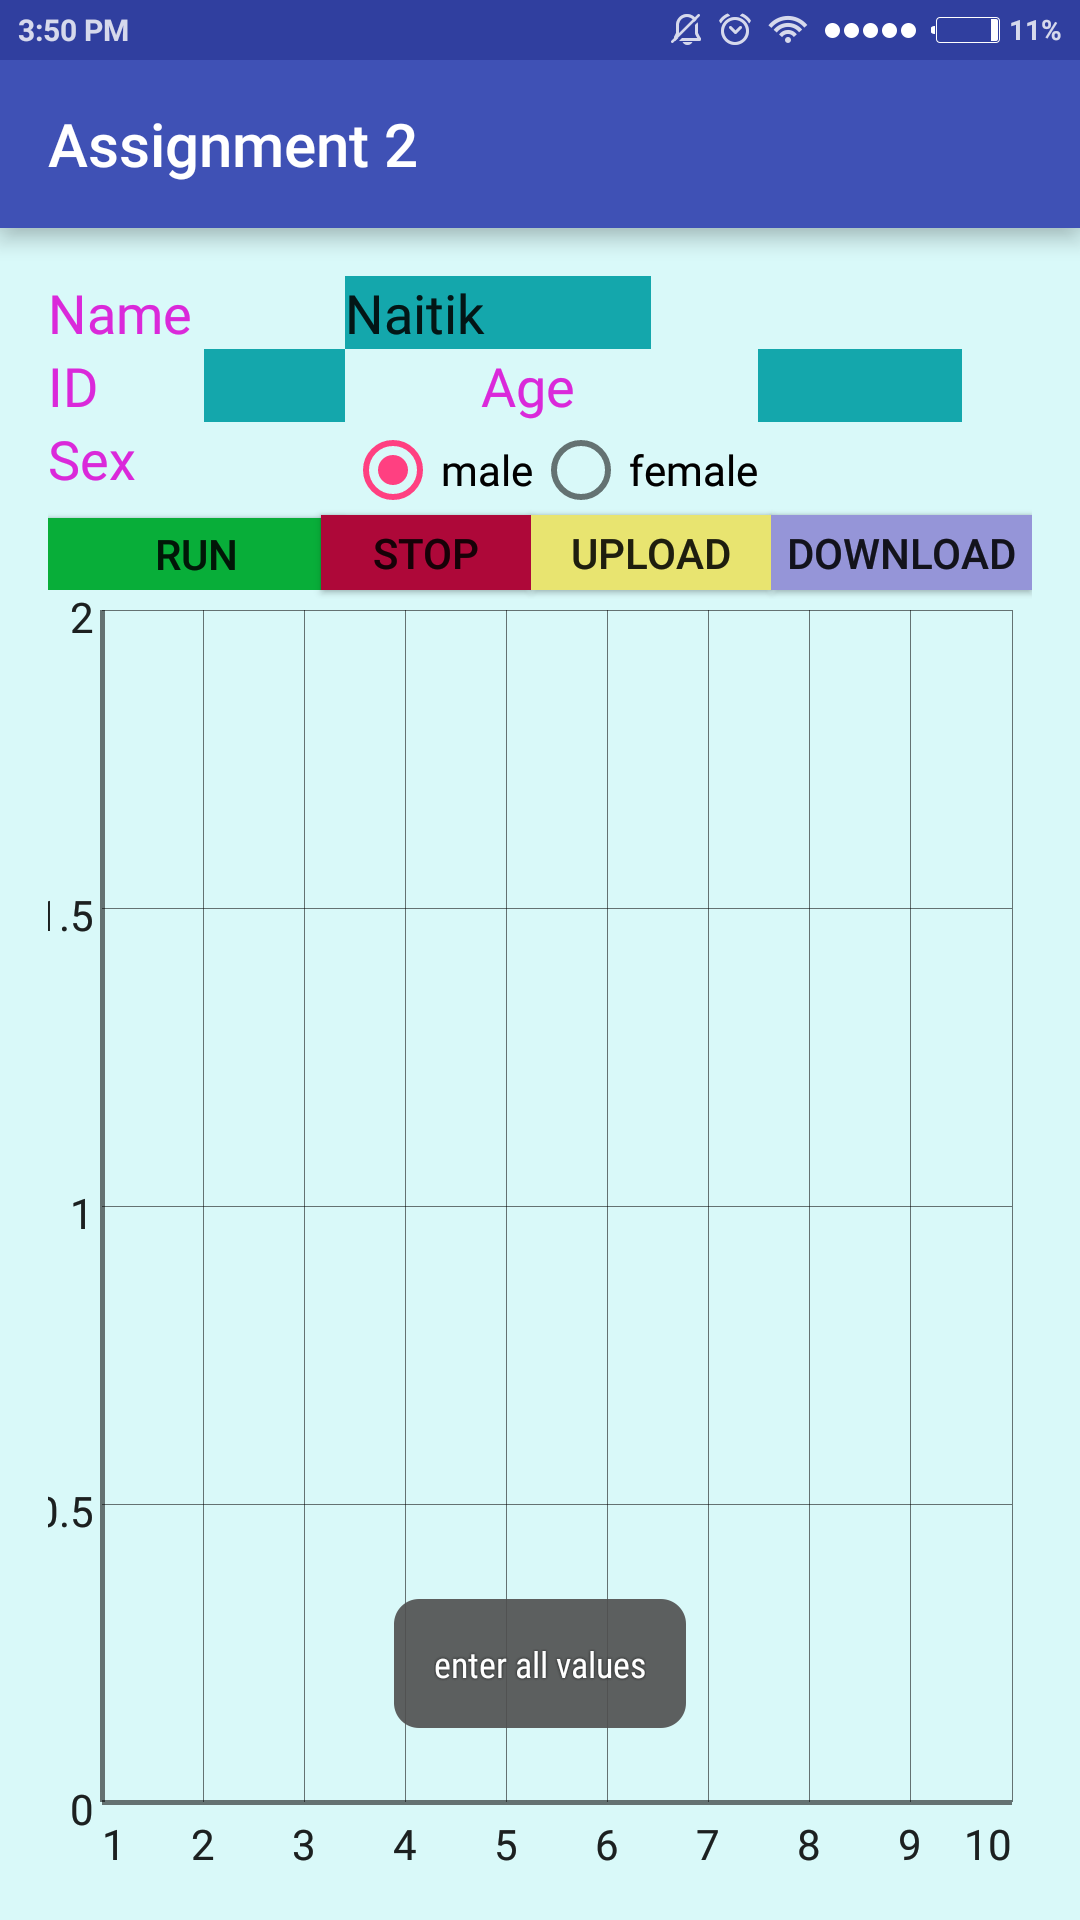 3:50 PM 11%
Assignment 2
Name Naitik
ID Age
Sex male female
RUN STOP UPLOAD DOWNLOAD
2
1.5
1
0.5
enter all values
0
1 2 3 4 5 6 7 8 9 10